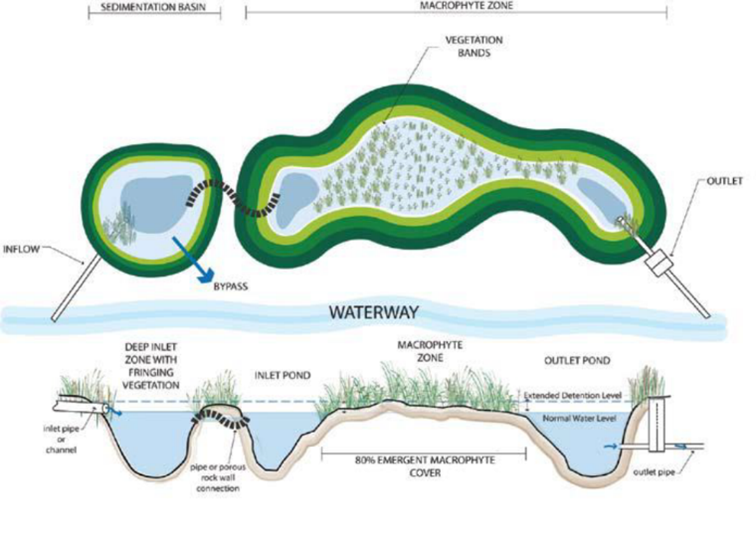 SEDIMENTATION BASIN
MACROPHYTE ZONE
VEGETATION
BANDS
OUTLET
INFLOW
BYPASS
WATERWAY
DEEP INLET
ZONE WITH
FRINGING
VEGETATION
INLET POND
MACROPHYTE
ZONE
OUTLET POND
Extended Detention Level
Normal Water Level
inlet pipe
or
channel
pipe or porous
rock wall
connection
80% EMERGENT MACROPHYTE
COVER
outlet pipe